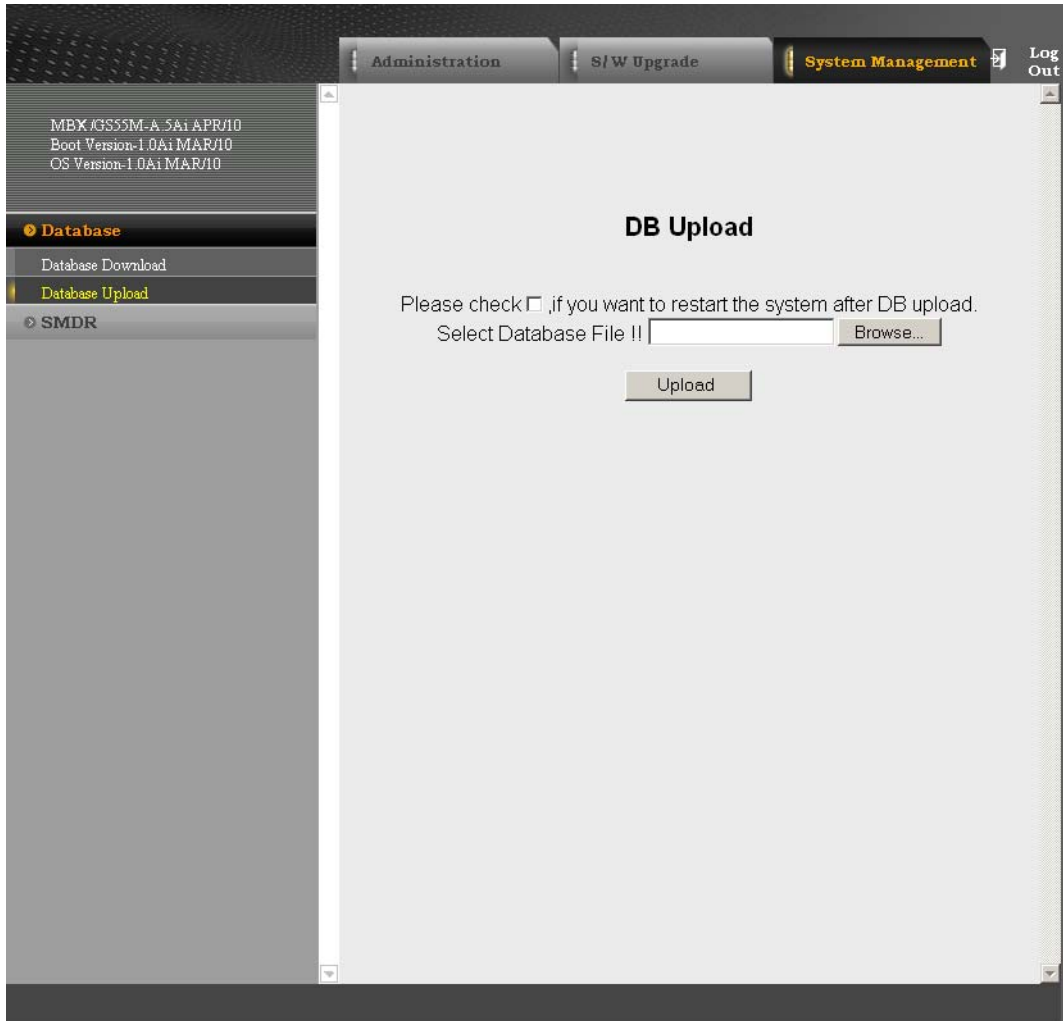 Administration
S/W Upgrade
System Management
Log
Out
MBX /GS55M-A.5Ai APR/10
Boot Version-1.0Ai MAR/10
OS Version-1.0Ai MAR/10
Database
Database Download
Database Upload
SMDR
DB Upload
Please check ,if you want to restart the system after DB upload.
Select Database File !! Browse...
Upload